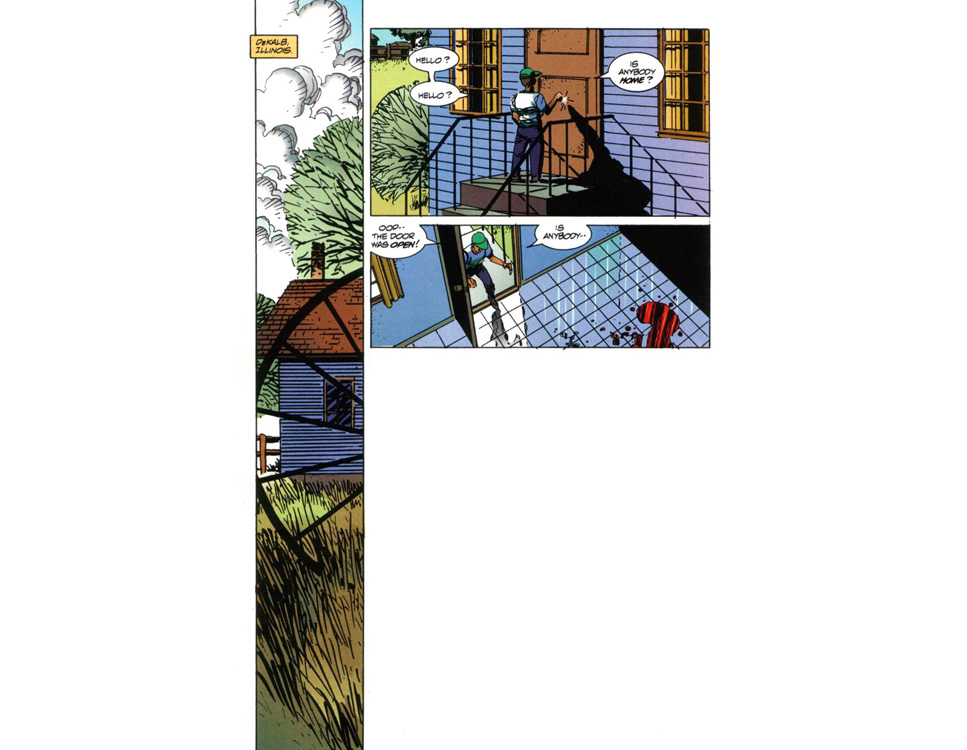 DeKALB,
ILLINOIS.
HELLO?
HELLO?
IS
ANYBODY
HOME?
OOP--
THE DOOR
WAS OPEN!
IS
ANYBODY--